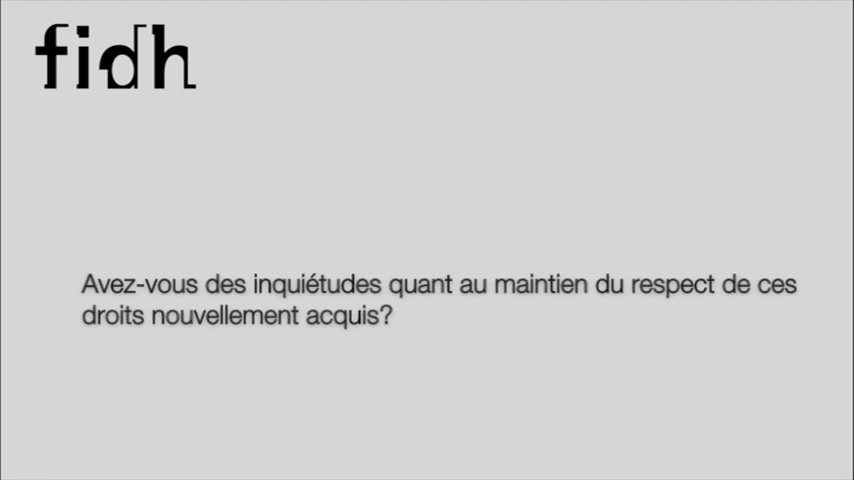 fidh
Avez-vous des inquiétudes quant au maintien du respect de ces
droits nouvellement acquis?